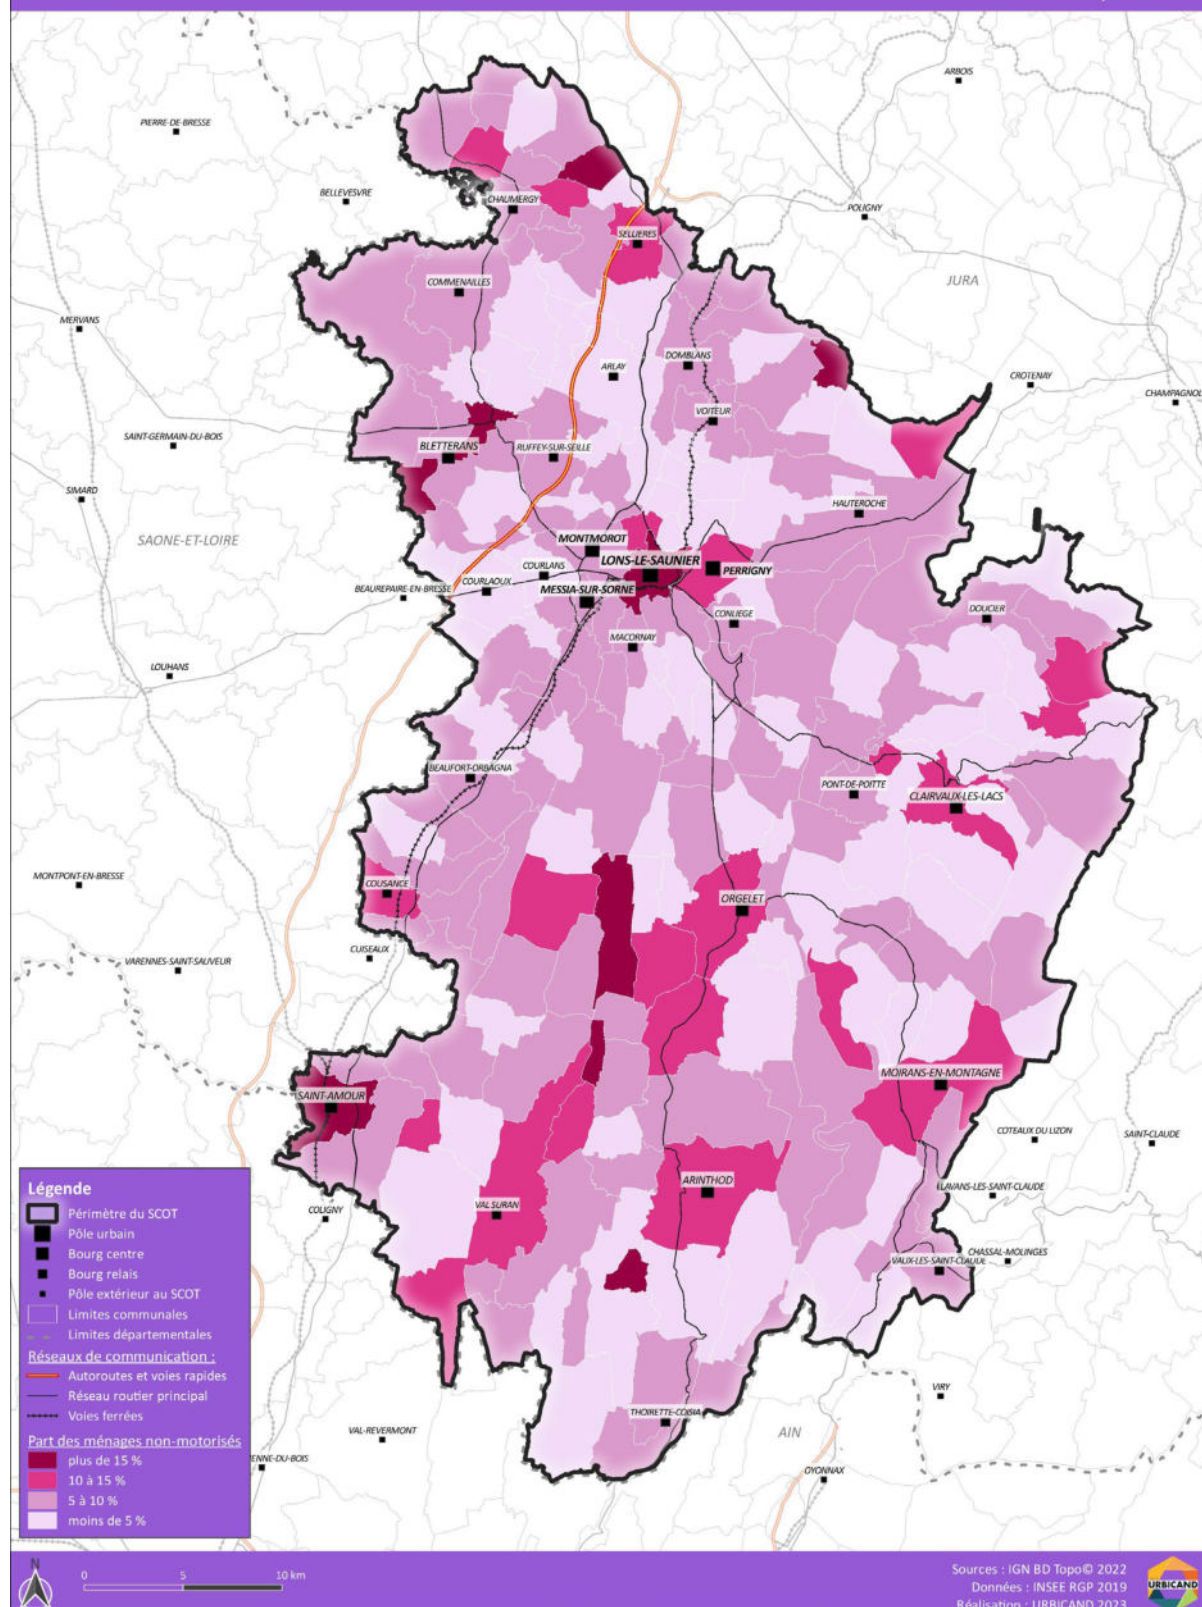 ARBOIS
PIERRE-DE-BRESSE
BELLEVESVRE
CHAUMERGY
POLIGNY
SELLIERES
COMMENAILLES
JURA
MERVANS
DOMBLANS
ARLAY
CROTENAY
CHAMPAGNOL
VOITEUR
SAINT-GERMAIN-DU-BOIS
BLETTERANS
RUFFEY-SUR-SEILLE
SIMARD
HAUTEROCHE
SAONE-ET-LOIRE
MONTMOROT
LONS-LE-SAUNIER
PERRIGNY
COURLANS
COURLAOUX
BEAUREPAIRE-EN-BRESSE
MESSIA-SUR-SORNE
DOUCIER
CONLIEGE
MACORNAY
LOUHANS
BEAUFORT-ORBAGNA
PONT-DE-POITTE
CLAIRVAUX-LES-LACS
MONTPONT-EN-BRESSE
COUSANCE
ORGELET
CUISEAUX
VARENNES-SAINT-SAUVEUR
MOIRANS-EN-MONTAGNE
SAINT-AMOUR
COTEAUX DU LIZON
SAINT-CLAUDE
ARINTHOD
LAVANS-LES-SAINT-CLAUDE
VAL SURAN
COLIGNY
CHASSAL-MOLINGES
VAUX-LES-SAINT-CLAUDE
VIRY
THOIRETTE-COISIA
VAL-REVERMONT
AIN
IENNE-DU-BOIS
OYONNAX
Légende
Périmètre du SCOT
Pôle urbain
Bourg centre
Bourg relais
Pôle extérieur au SCOT
Limites communales
Limites départementales
Réseaux de communication :
Autoroutes et voies rapides
Réseau routier principal
Voies ferrées
Part des ménages non-motorisés
plus de 15 %
10 à 15 %
5 à 10 %
moins de 5 %
N
0 5 10 km
Sources : IGN BD Topo© 2022
Données : INSEE RGP 2019
Réalisation : URBICAND 2023
URBICAND